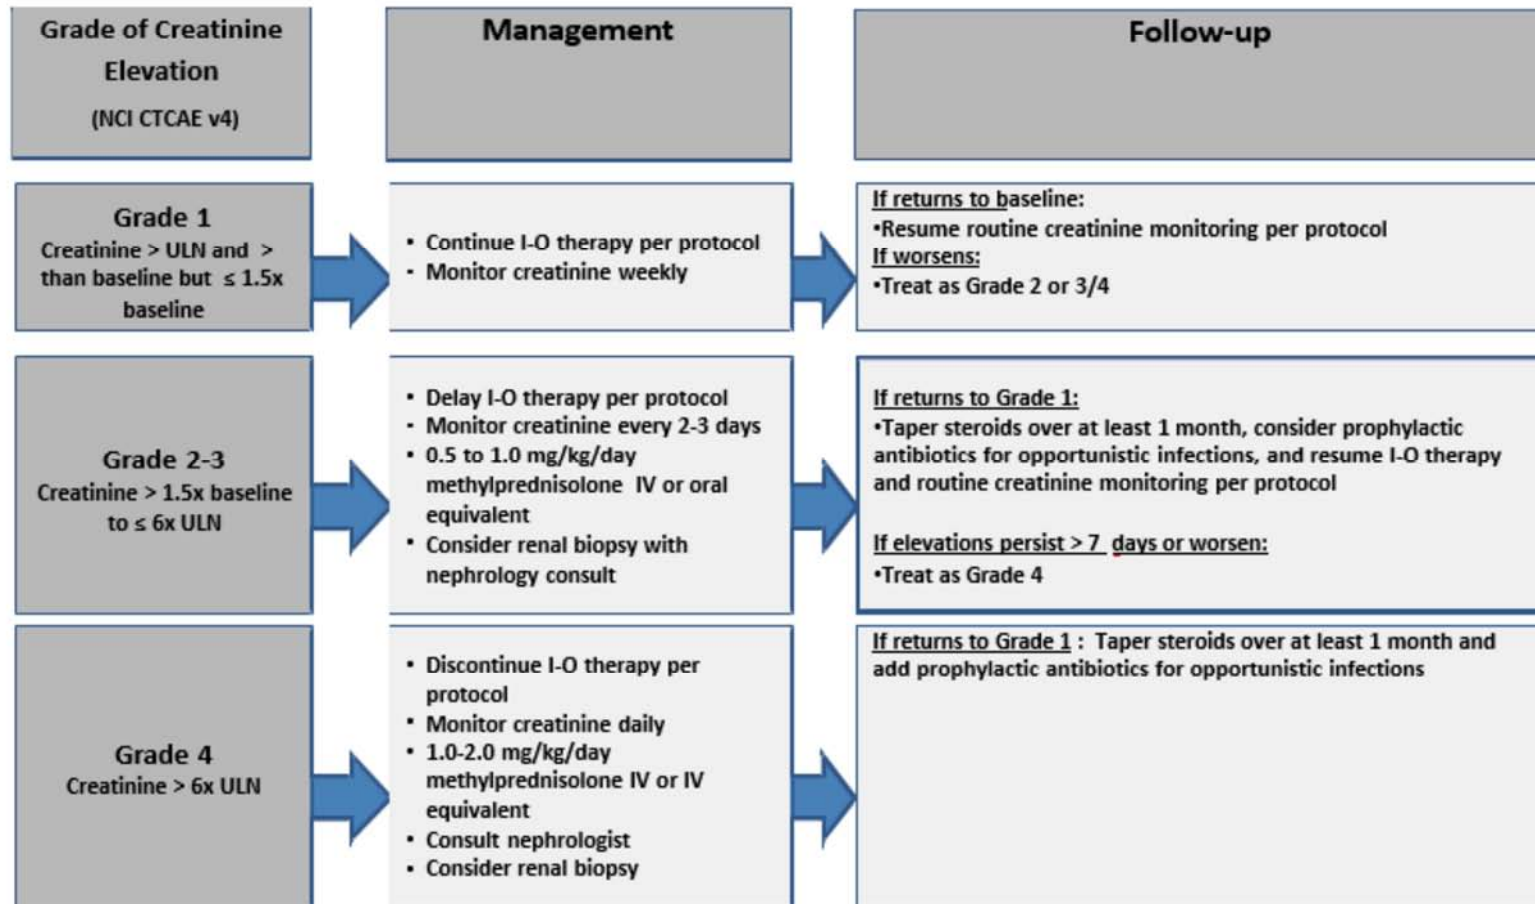 Grade of Creatinine
Elevation
(NCI CTCAE v4)
Management
Follow-up
Grade 1
Creatinine > ULN and >
than baseline but ≤ 1.5x
baseline
• Continue I-O therapy per protocol
• Monitor creatinine weekly
If returns to baseline:
•Resume routine creatinine monitoring per protocol
If worsens:
•Treat as Grade 2 or 3/4
Grade 2-3
Creatinine > 1.5x baseline
to ≤ 6x ULN
• Delay I-O therapy per protocol
• Monitor creatinine every 2-3 days
• 0.5 to 1.0 mg/kg/day
methylprednisolone IV or oral
equivalent
• Consider renal biopsy with
nephrology consult
If returns to Grade 1:
•Taper steroids over at least 1 month, consider prophylactic
antibiotics for opportunistic infections, and resume I-O therapy
and routine creatinine monitoring per protocol
If elevations persist > 7 days or worsen:
•Treat as Grade 4
Grade 4
Creatinine > 6x ULN
• Discontinue I-O therapy per
protocol
• Monitor creatinine daily
• 1.0-2.0 mg/kg/day
methylprednisolone IV or IV
equivalent
• Consult nephrologist
• Consider renal biopsy
If returns to Grade 1 : Taper steroids over at least 1 month and
add prophylactic antibiotics for opportunistic infections